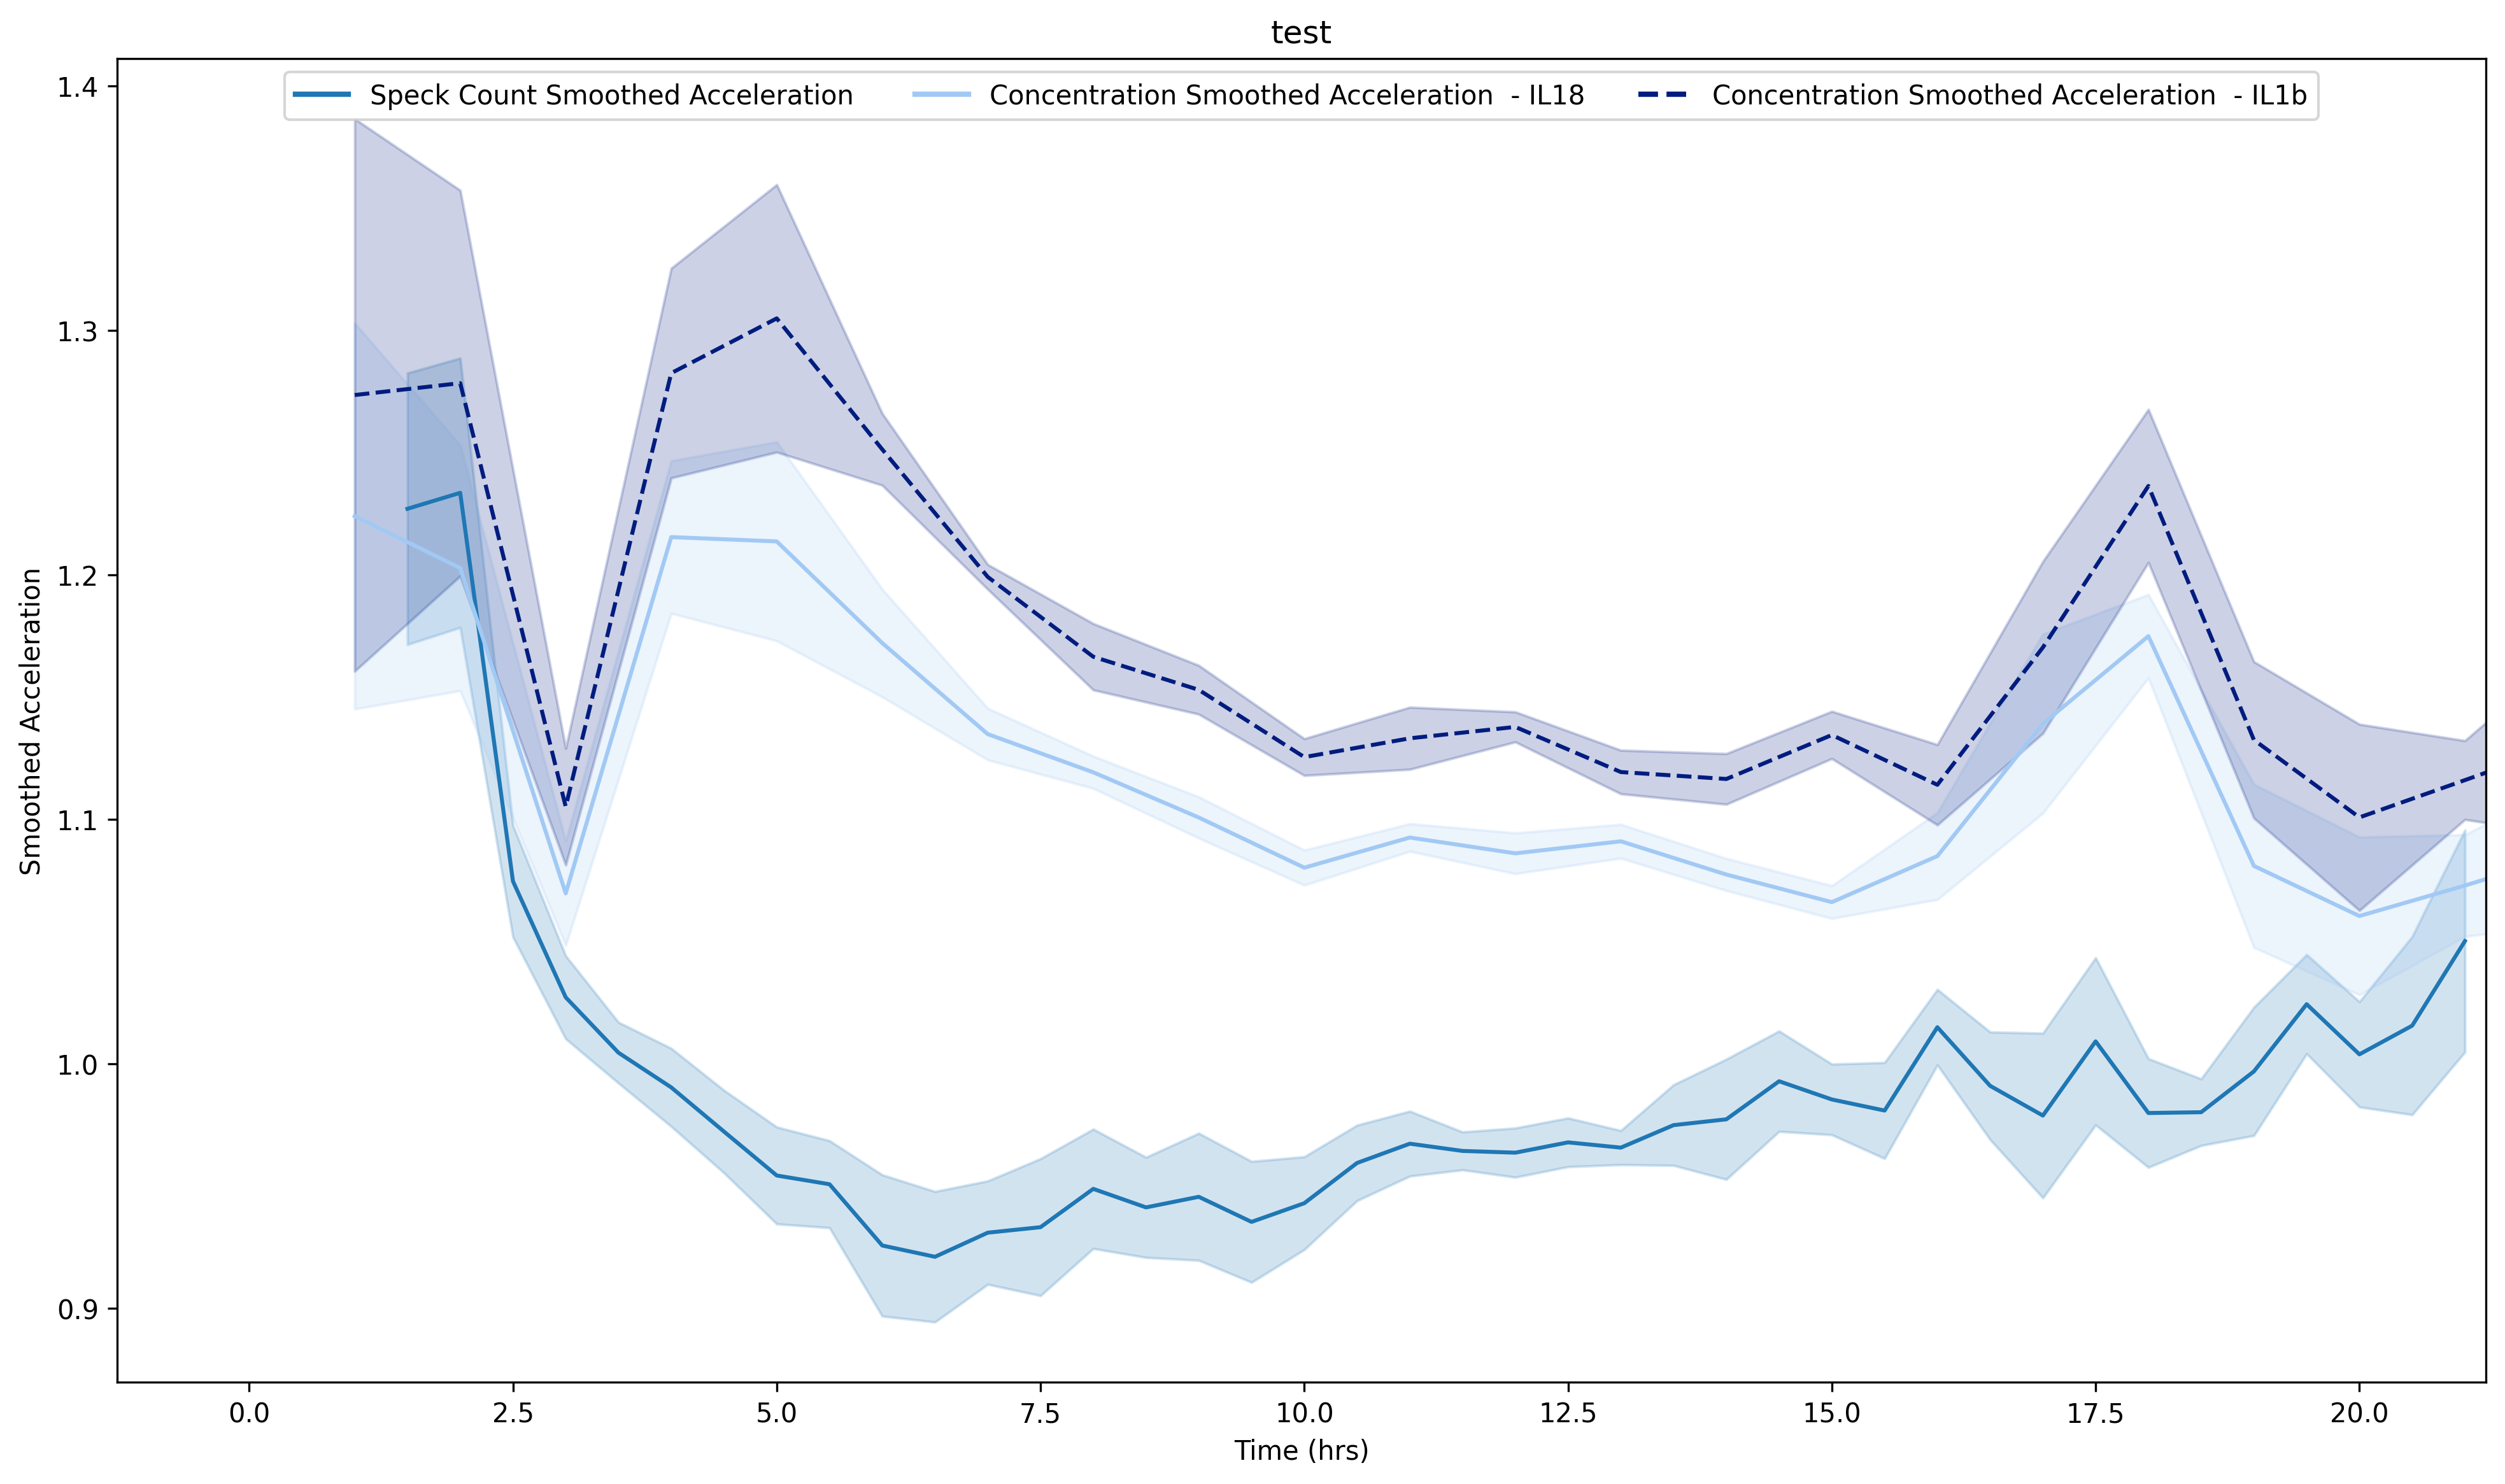 test
Speck Count Smoothed Acceleration Concentration Smoothed Acceleration - IL18 Concentration Smoothed Acceleration - IL1b
1.4
1.3
1.2
1.1
1.0
0.9
Smoothed Acceleration
0.0 2.5 5.0 7.5 10.0 12.5 15.0 17.5 20.0
Time (hrs)